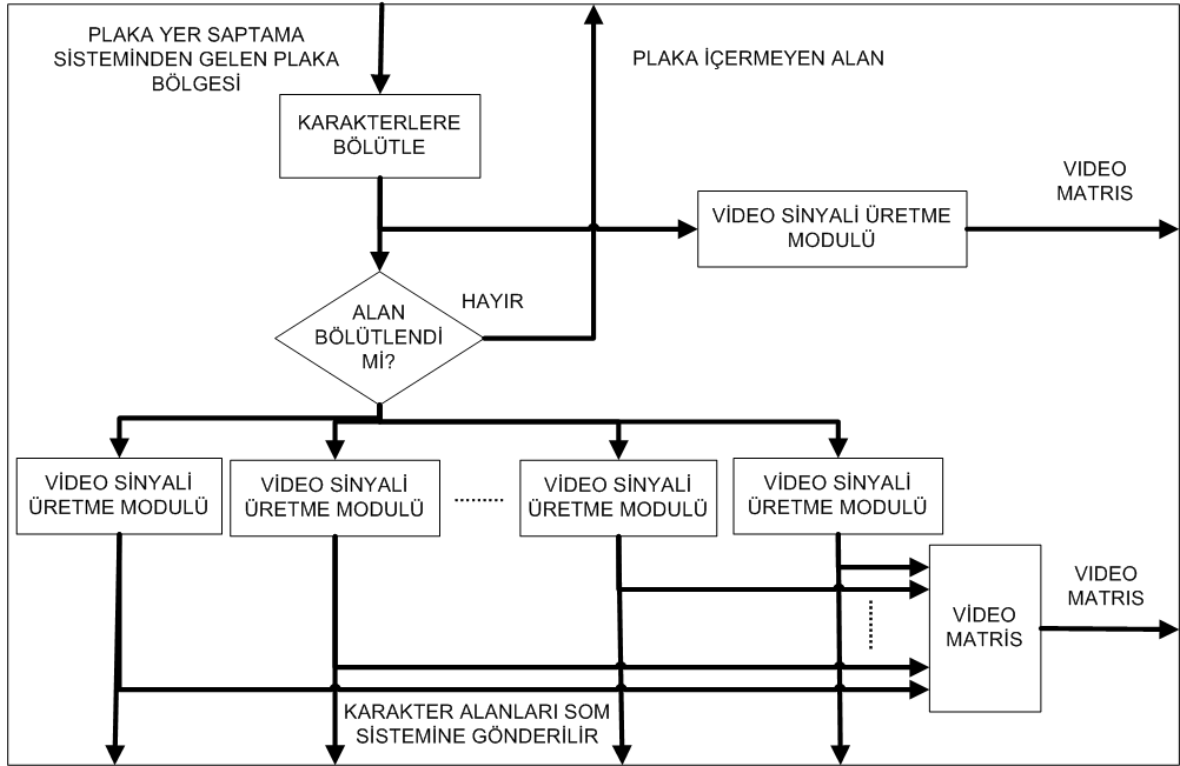 PLAKA YER SAPTAMA
SİSTEMİNDEN GELEN PLAKA
BÖLGESİ
PLAKA İÇERMEYEN ALAN
KARAKTERLERE
BÖLÜTLE
VIDEO
MATRIS
VİDEO SİNYALİ ÜRETME
MODULÜ
HAYIR
ALAN
BÖLÜTLENDİ
Mİ?
VİDEO SİNYALİ
ÜRETME MODULÜ
VİDEO SİNYALİ
ÜRETME MODULÜ
.........
VİDEO SİNYALİ
ÜRETME MODULÜ
VİDEO SİNYALİ
ÜRETME MODULÜ
VİDEO
MATRİS
VIDEO
MATRIS
KARAKTER ALANLARI SOM
SİSTEMİNE GÖNDERİLİR